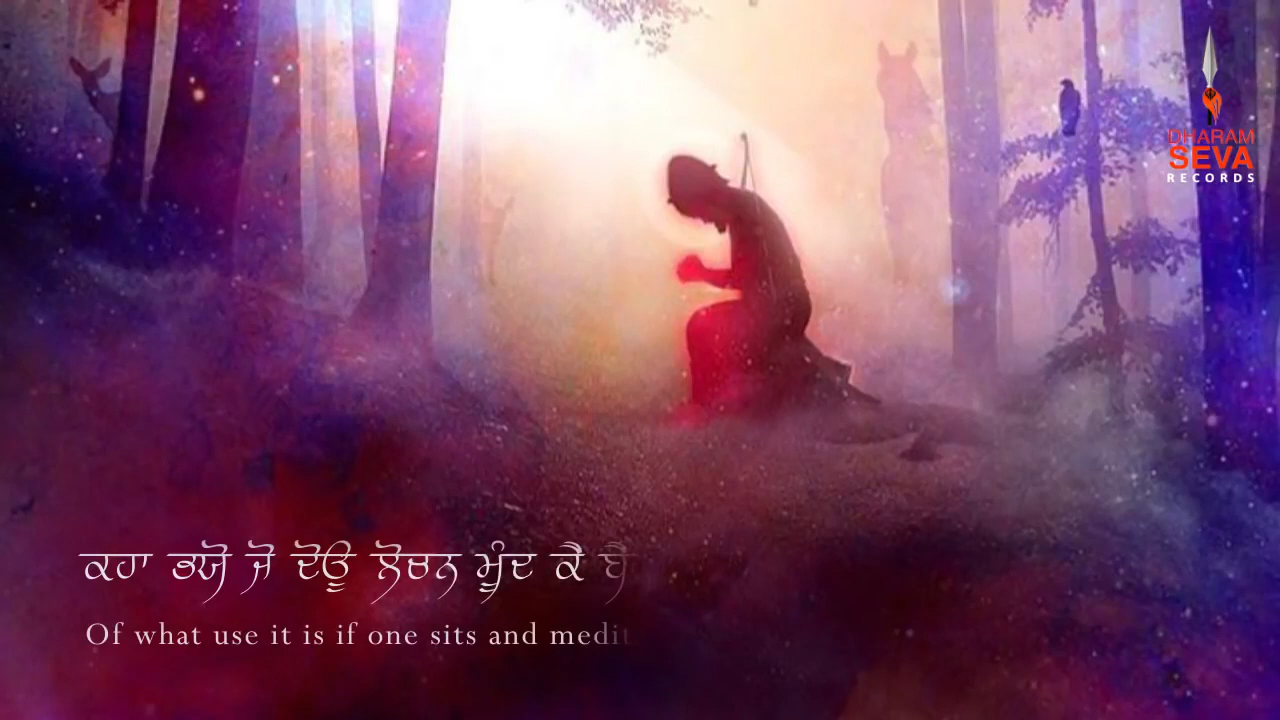 DHARAM
SEVA
RECORDS
ਕਹਾ ਭਯੋ ਜੋ ਦੋਊ ਲੋਚਨ ਮੂੰਦ ਕੈ
Of what use it is if one sits and medit